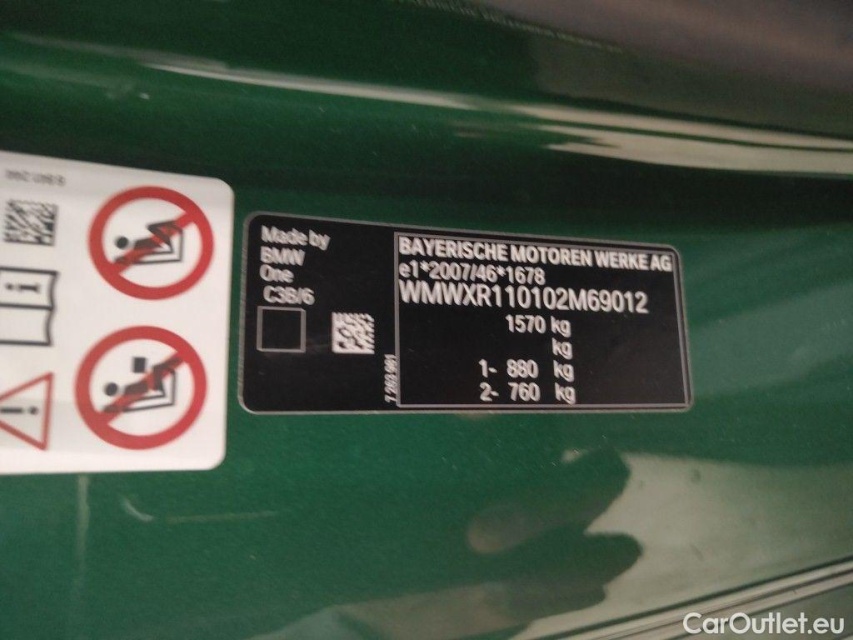 Made by
BMW
One
C3B/6
7 263 961
BAYERISCHE MOTOREN WERKE AG
e1*2007/46*1678
WMWXR110102M69012
1570 kg
kg
1- 880 kg
2- 760 kg
CarOutlet.eu